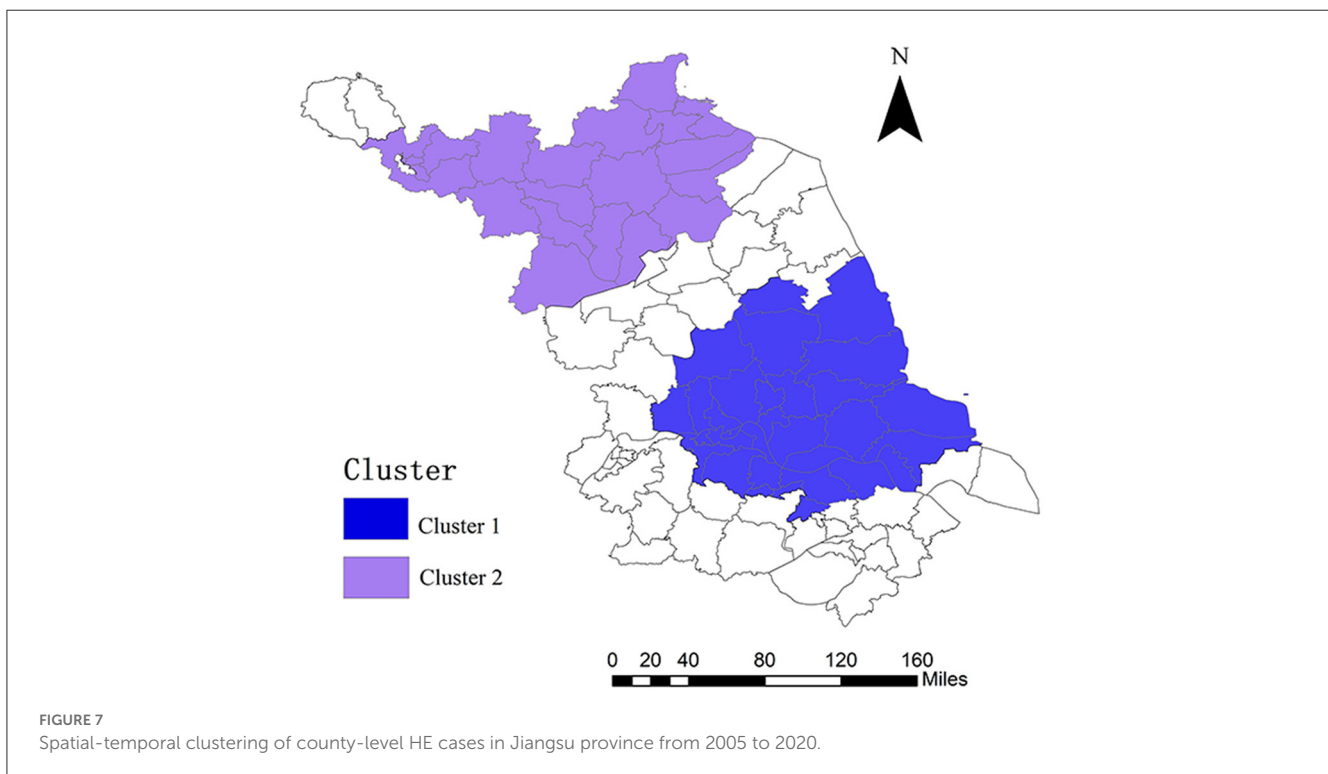 N
Cluster
Cluster 1
Cluster 2
0 20 40 80 120 160
Miles
FIGURE 7
Spatial-temporal clustering of county-level HE cases in Jiangsu province from 2005 to 2020.